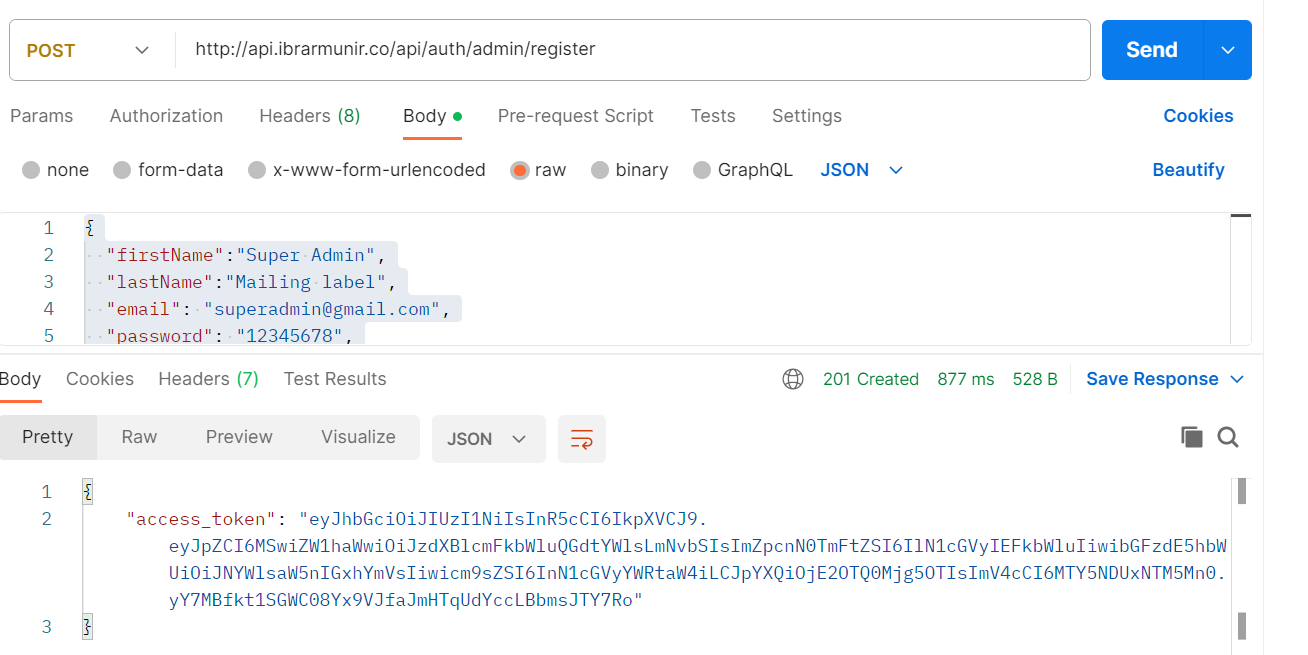 POST http://api.ibrarmunir.co/api/auth/admin/register Send
Params Authorization Headers (8) Body Pre-request Script Tests Settings Cookies
none form-data x-www-form-urlencoded raw binary GraphQL JSON Beautify
1 {
2 "firstName":"Super Admin",
3 "lastName":"Mailing label",
4 "email": "superadmin@gmail.com",
5 "password": "12345678",
Body Cookies Headers (7) Test Results 201 Created 877 ms 528 B Save Response
Pretty Raw Preview Visualize JSON
1 {
2 "access_token": "eyJhbGciOiJIUzI1NiIsInR5cCI6IkpXVCJ9.
eyJpZCI6MSwiZW1haWwiOiJzdXBlcmFkbWluQGdtYWlsLmNvbSIsImZpcnN0TmFtZSI6IlN1cGVyIEFkbWluIiwibGFzdE5hbW
UiOiJNYWlsaW5nIGxhYmVsIiwicm9sZSI6InN1cGVyYWRtaW4iLCJpYXQiOjE2OTQ0Mjg5OTIsImV4cCI6MTY5NDUxNTM5Mn0.
yY7MBfkt1SGWC08Yx9VJfaJmHTqUdYccLBbmsJTY7Ro"
3 }